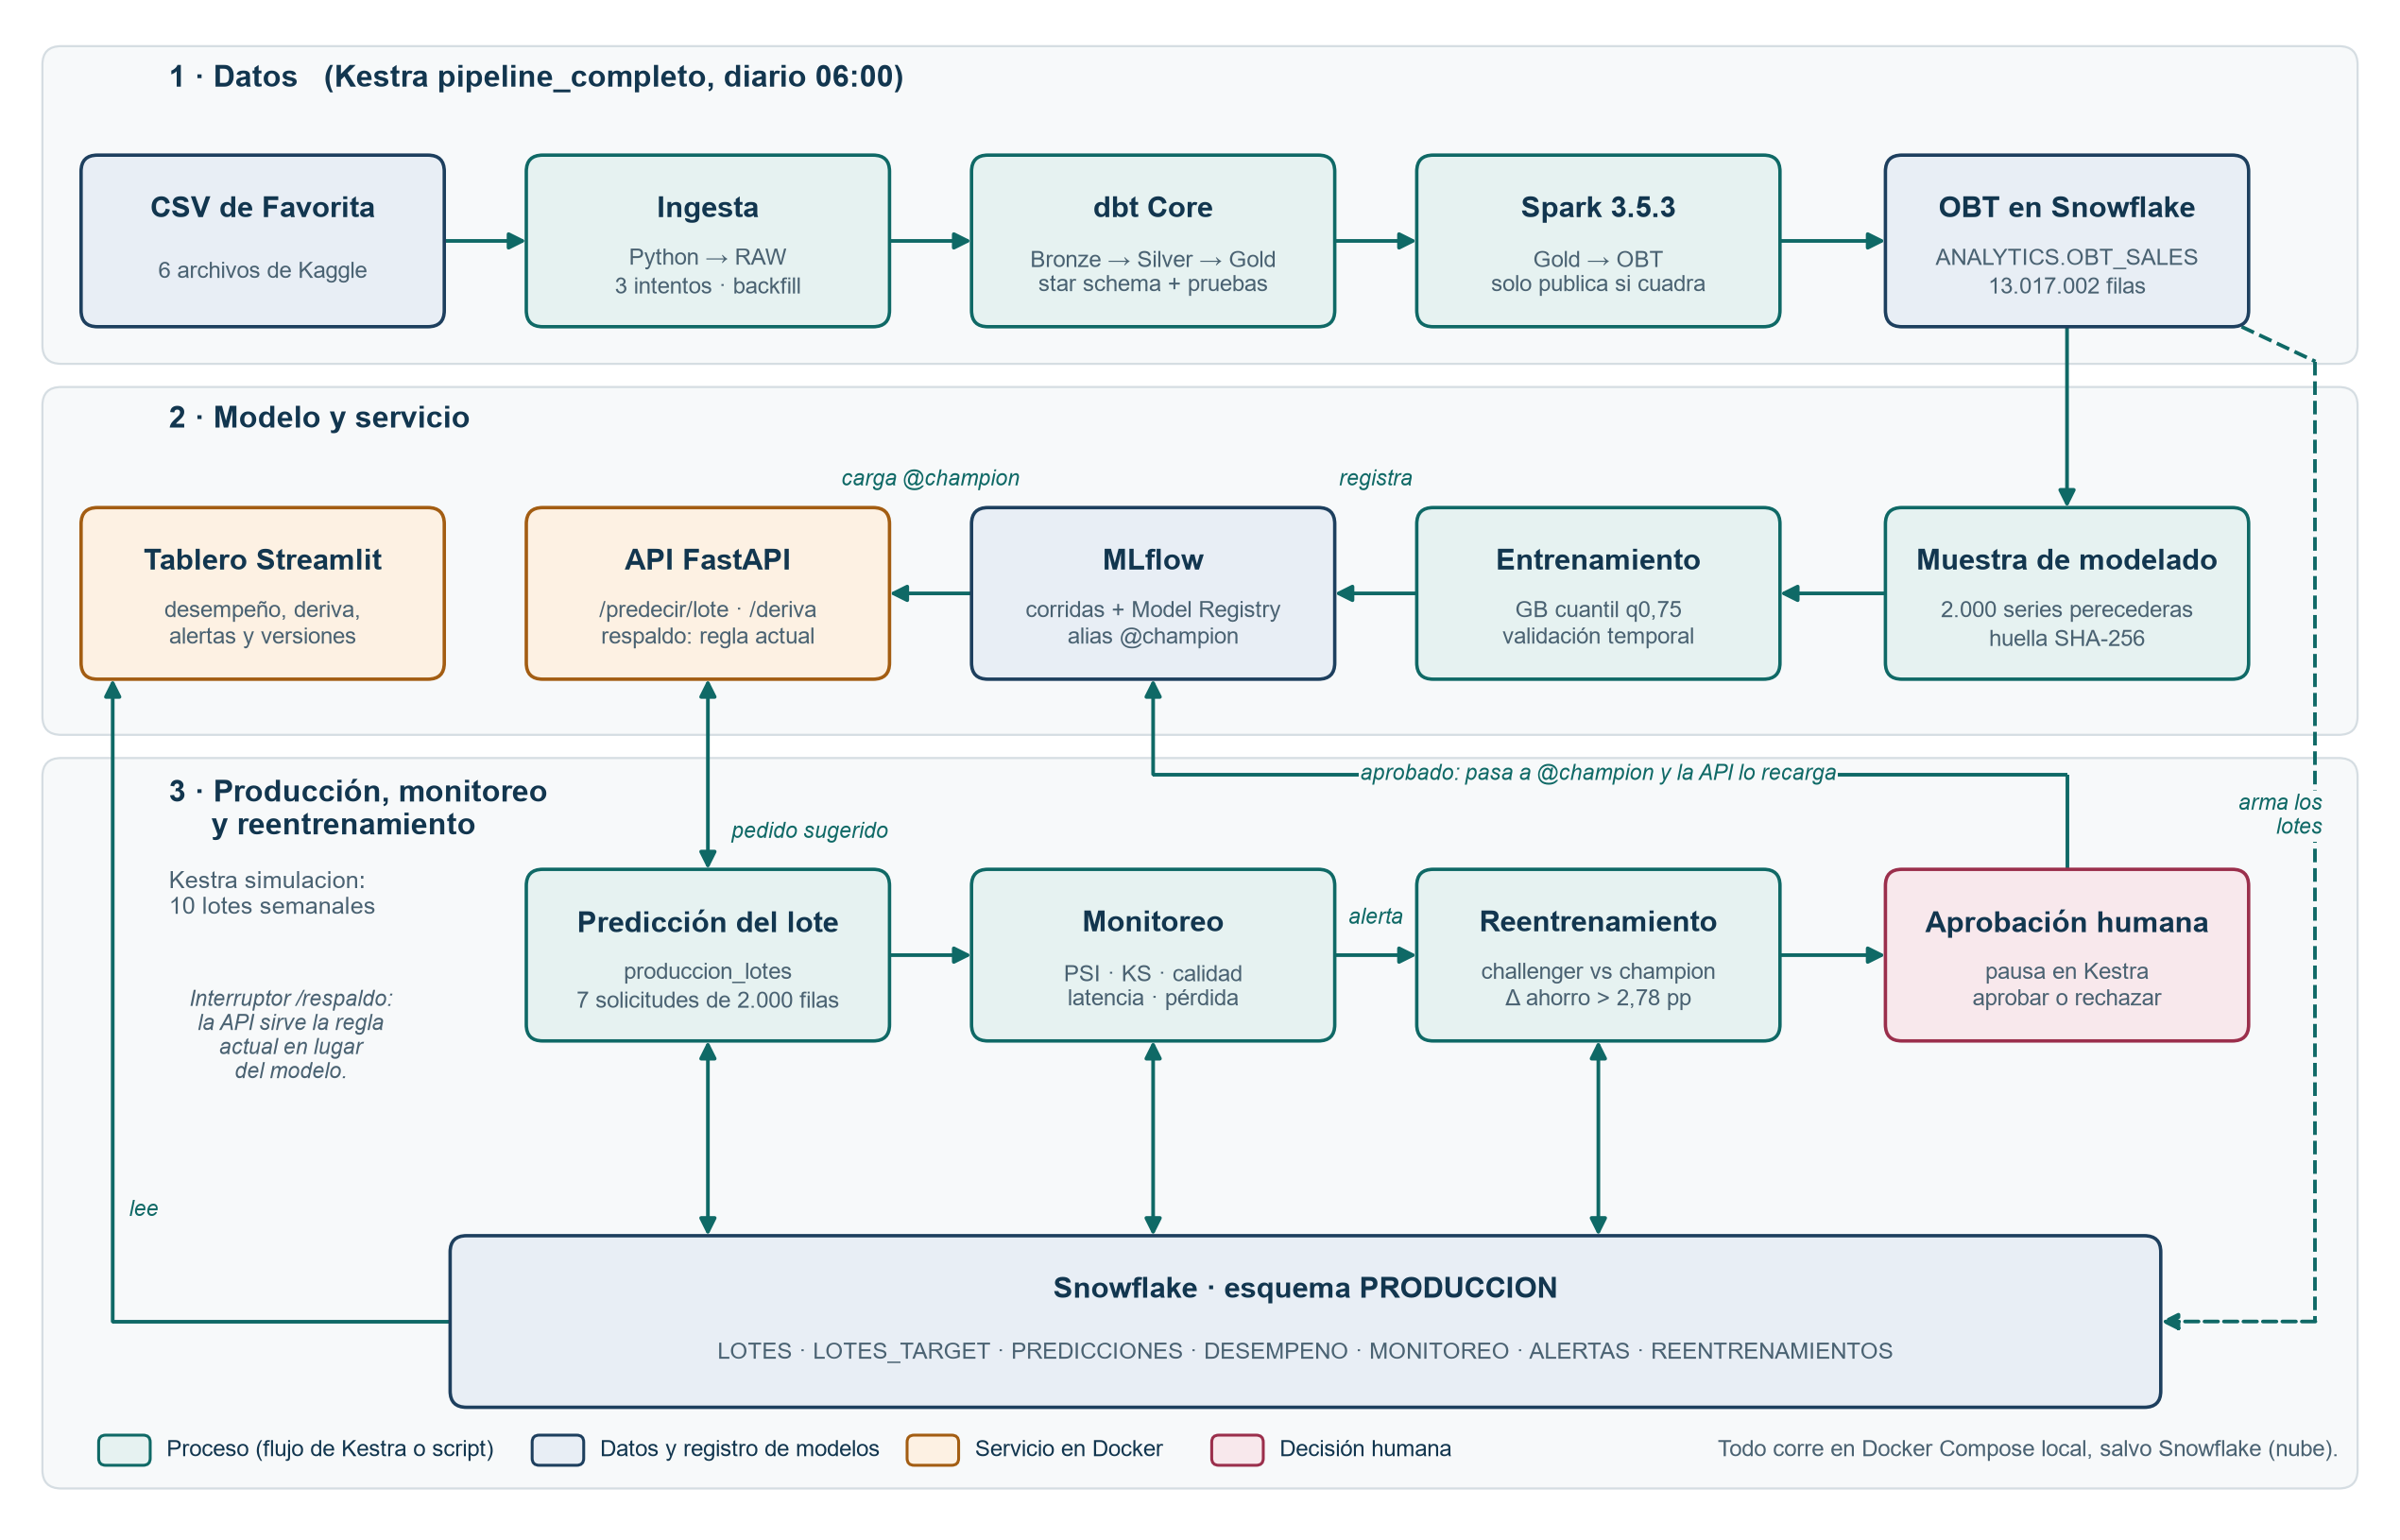 1 · Datos (Kestra pipeline_completo, diario 06:00)
CSV de Favorita
6 archivos de Kaggle
Ingesta
Python → RAW
3 intentos · backfill
dbt Core
Bronze → Silver → Gold
star schema + pruebas
Spark 3.5.3
Gold → OBT
solo publica si cuadra
OBT en Snowflake
ANALYTICS.OBT_SALES
13.017.002 filas
2 · Modelo y servicio
carga @champion
registra
Tablero Streamlit
desempeño, deriva,
alertas y versiones
API FastAPI
/predecir/lote · /deriva
respaldo: regla actual
MLflow
corridas + Model Registry
alias @champion
Entrenamiento
GB cuantil q0,75
validación temporal
Muestra de modelado
2.000 series perecederas
huella SHA-256
aprobado: pasa a @champion y la API lo recarga
3 · Producción, monitoreo
y reentrenamiento
arma los
lotes
pedido sugerido
Kestra simulacion:
10 lotes semanales
Interruptor /respaldo:
la API sirve la regla
actual en lugar
del modelo.
Predicción del lote
produccion_lotes
7 solicitudes de 2.000 filas
Monitoreo
PSI · KS · calidad
latencia · pérdida
alerta
Reentrenamiento
challenger vs champion
Δ ahorro > 2,78 pp
Aprobación humana
pausa en Kestra
aprobar o rechazar
lee
Snowflake · esquema PRODUCCION
LOTES · LOTES_TARGET · PREDICCIONES · DESEMPENO · MONITOREO · ALERTAS · REENTRENAMIENTOS
Proceso (flujo de Kestra o script)
Datos y registro de modelos
Servicio en Docker
Decisión humana
Todo corre en Docker Compose local, salvo Snowflake (nube).